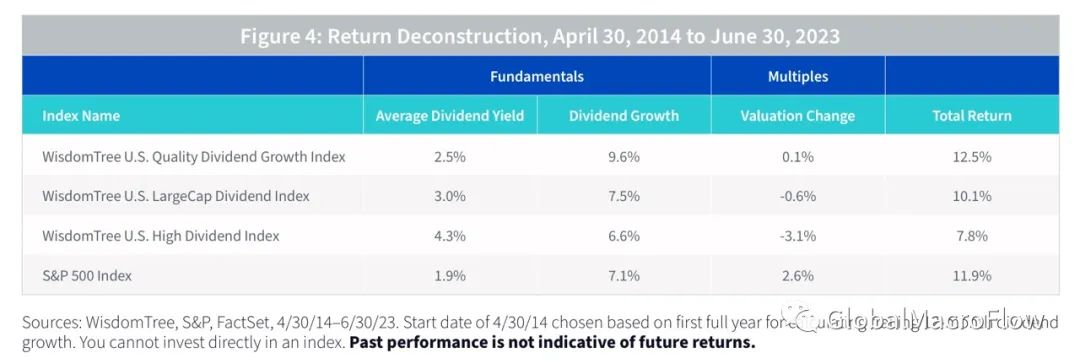 Figure 4: Return Deconstruction, April 30, 2014 to June 30, 2023
Fundamentals Multiples
Index Name Average Dividend Yield Dividend Growth Valuation Change Total Return
WisdomTree U.S. Quality Dividend Growth Index 2.5% 9.6% 0.1% 12.5%
WisdomTree U.S. LargeCap Dividend Index 3.0% 7.5% -0.6% 10.1%
WisdomTree U.S. High Dividend Index 4.3% 6.6% -3.1% 7.8%
S&P 500 Index 1.9% 7.1% 2.6% 11.9%
Sources: WisdomTree, S&P, FactSet, 4/30/14–6/30/23. Start date of 4/30/14 chosen based on first full year for
growth. You cannot invest directly in an index. Past performance is not indicative of future returns.
GlobalMacroFlow